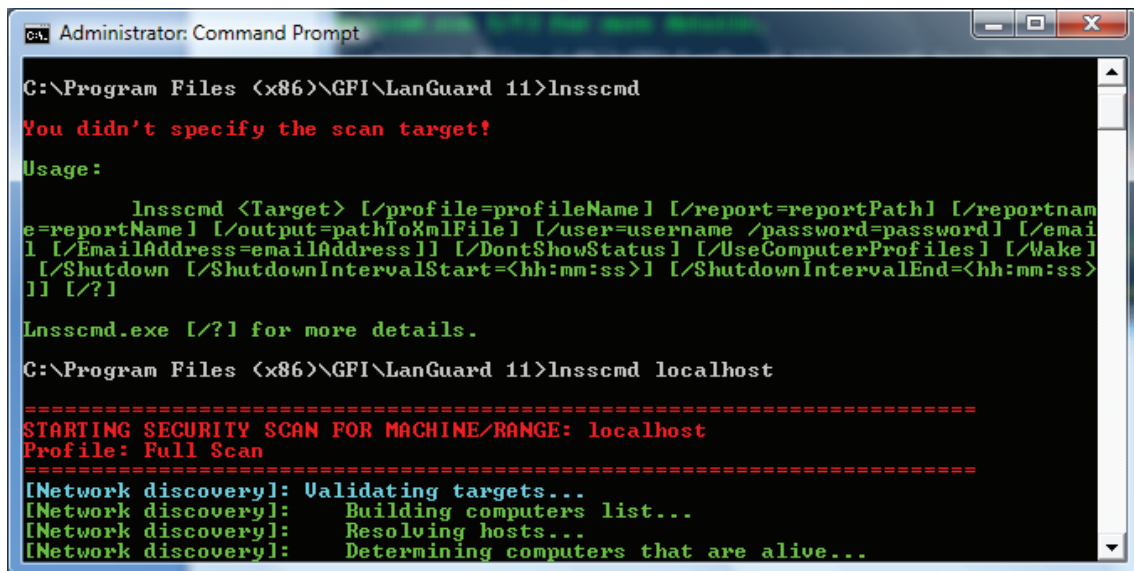 Administrator: Command Prompt
C:\Program Files (x86)\GFI\LanGuard 11>lnsscmd
You didn't specify the scan target!
Usage:
lnsscmd <Target> [/profile=profileName] [/report=reportPath] [/reportnam
e=reportName] [/output=pathToXmlFile] [/user=username /password=password] [/emai
l [/EmailAddress=emailAddress]] [/DontShowStatus] [/UseComputerProfiles] [/Wake]
[/Shutdown [/ShutdownIntervalStart=<hh:mm:ss>] [/ShutdownIntervalEnd=<hh:mm:ss>
]] [/?]
Lnsscmd.exe [/?] for more details.
C:\Program Files (x86)\GFI\LanGuard 11>lnsscmd localhost
=======================================================================
STARTING SECURITY SCAN FOR MACHINE/RANGE: localhost
Profile: Full Scan
=======================================================================
[Network discovery]: Validating targets...
[Network discovery]:    Building computers list...
[Network discovery]:    Resolving hosts...
[Network discovery]:    Determining computers that are alive...